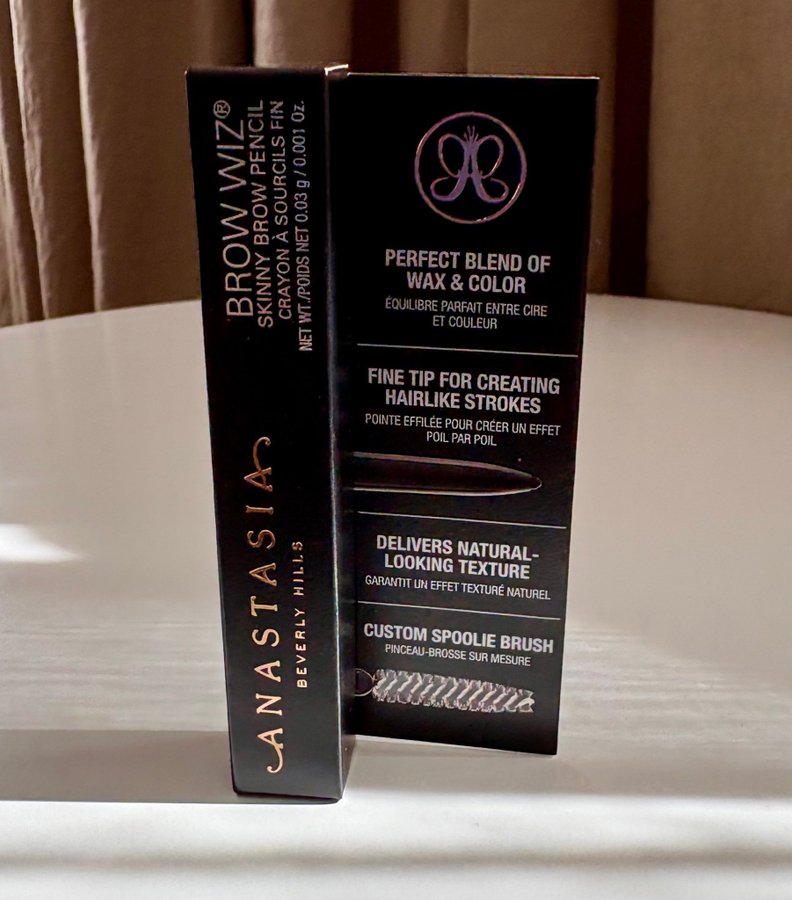 BROW WIZ®
SKINNY BROW PENCIL
CRAYON À SOURCILS FIN
NET WT./POIDS NET 0.03 g / 0.001 Oz.
ANASTASIA
BEVERLY HILLS
PERFECT BLEND OF
WAX & COLOR
ÉQUILIBRE PARFAIT ENTRE CIRE
ET COULEUR
FINE TIP FOR CREATING
HAIRLIKE STROKES
POINTE EFFILÉE POUR CRÉER UN EFFET
POIL PAR POIL
DELIVERS NATURAL-
LOOKING TEXTURE
GARANTIT UN EFFET TEXTURÉ NATUREL
CUSTOM SPOOLIE BRUSH
PINCEAU-BROSSE SUR MESURE